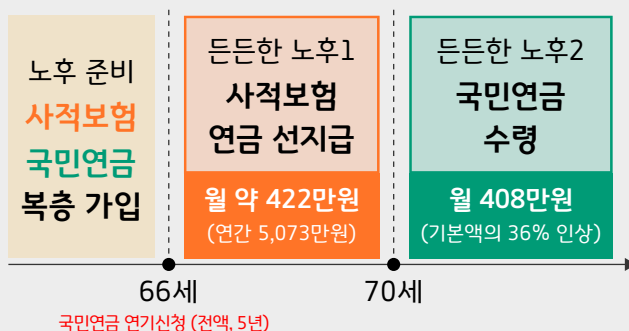 노후 준비
사적보험
국민연금
복층 가입
든든한 노후1
사적보험
연금 선지급
월 약 422만원
(연간 5,073만원)
든든한 노후2
국민연금
수령
월 408만원
(기본액의 36% 인상)
66세
70세
국민연금 연기신청 (전액, 5년)